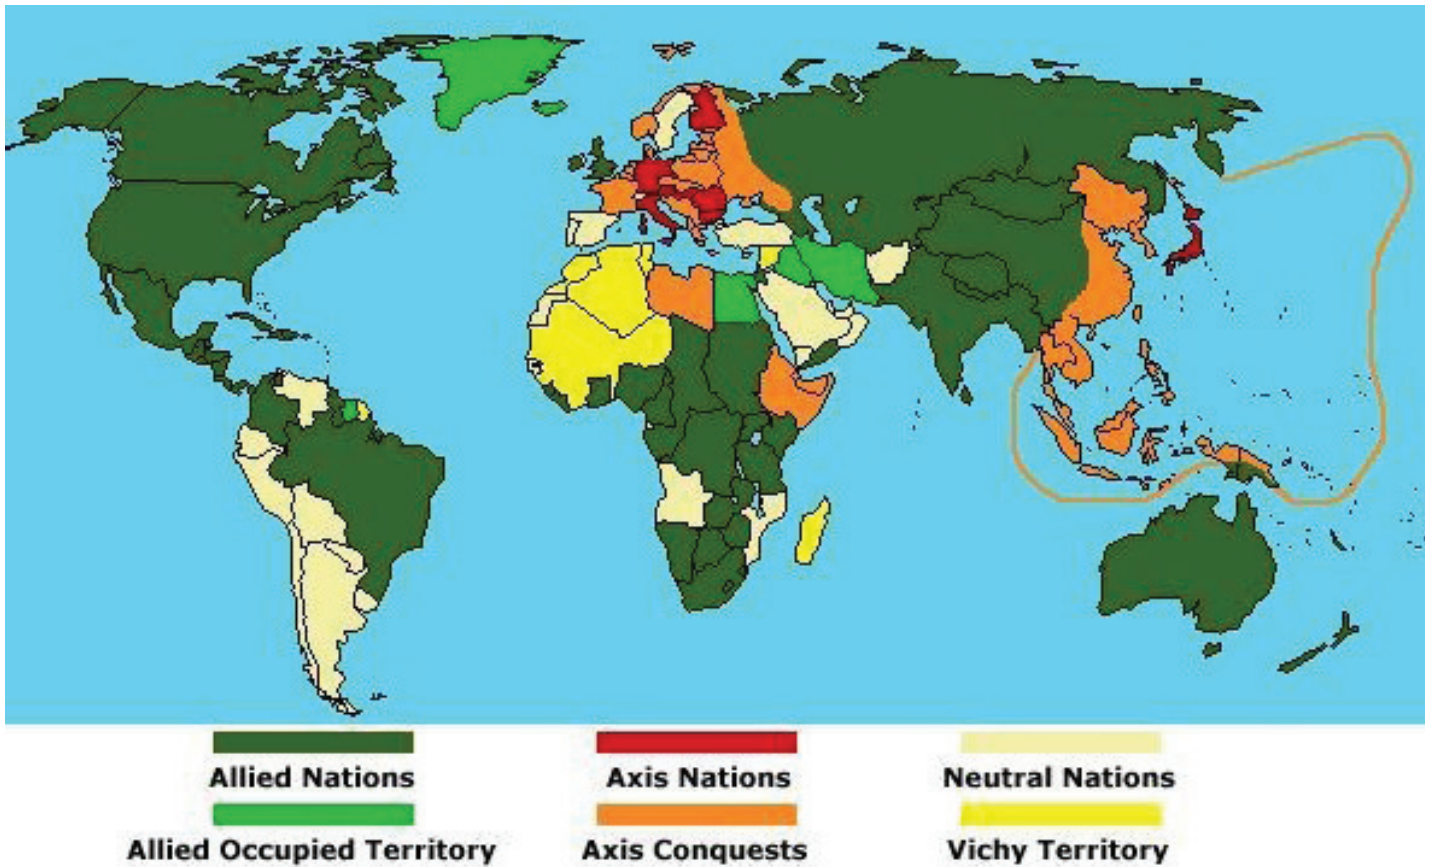 Allied Nations
Axis Nations
Neutral Nations
Allied Occupied Territory
Axis Conquests
Vichy Territory